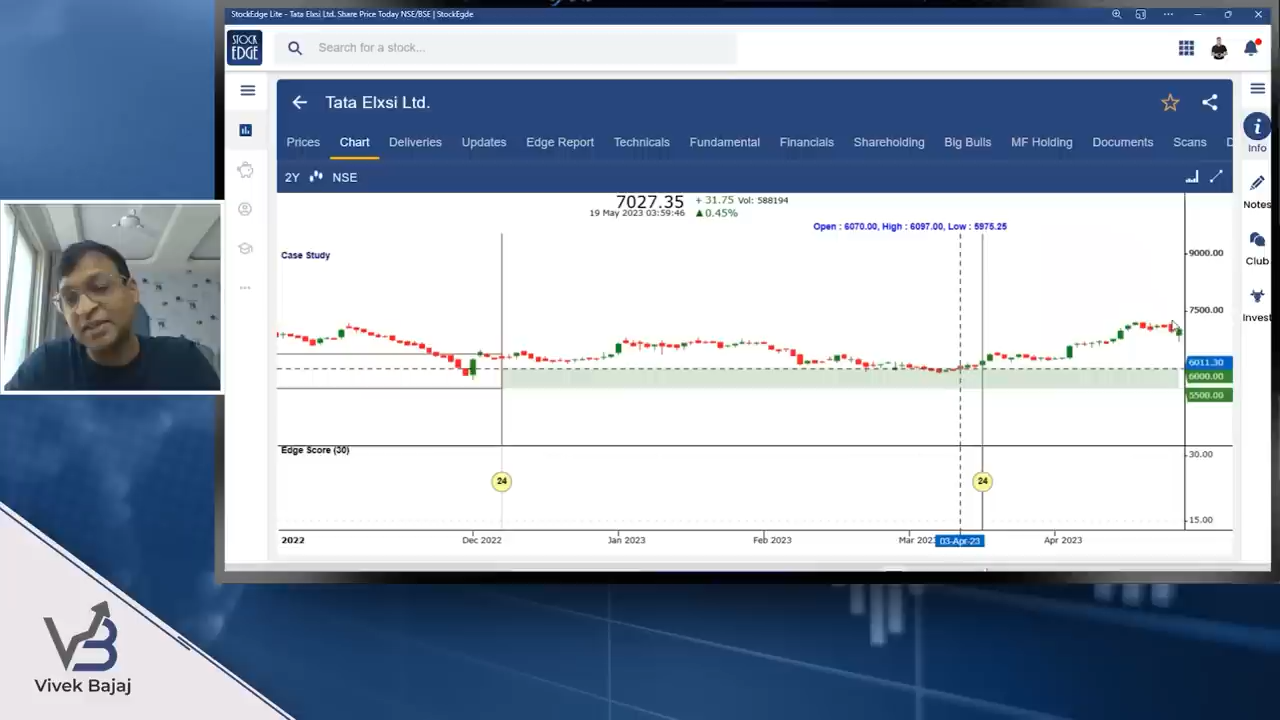 StockEdge Lite - Tata Elxsi Ltd. Share Price Today NSE/BSE | StockEgde
STOCK
EDGE
Search for a stock...
Tata Elxsi Ltd.
Prices Chart Deliveries Updates Edge Report Technicals Fundamental Financials Shareholding Big Bulls MF Holding Documents Scans D
2Y NSE
7027.35 + 31.75 Vol: 588194
19 May 2023 03:59:46 ▲0.45%
Open : 6070.00, High : 6097.00, Low : 5975.25
Case Study
9000.00
7500.00
6011.30
6000.00
5500.00
Edge Score (30)
30.00
24 24
15.00
2022 Dec 2022 Jan 2023 Feb 2023 Mar 2023 03-Apr-23 Apr 2023
Info
Notes
Club
Invest
VB
Vivek Bajaj